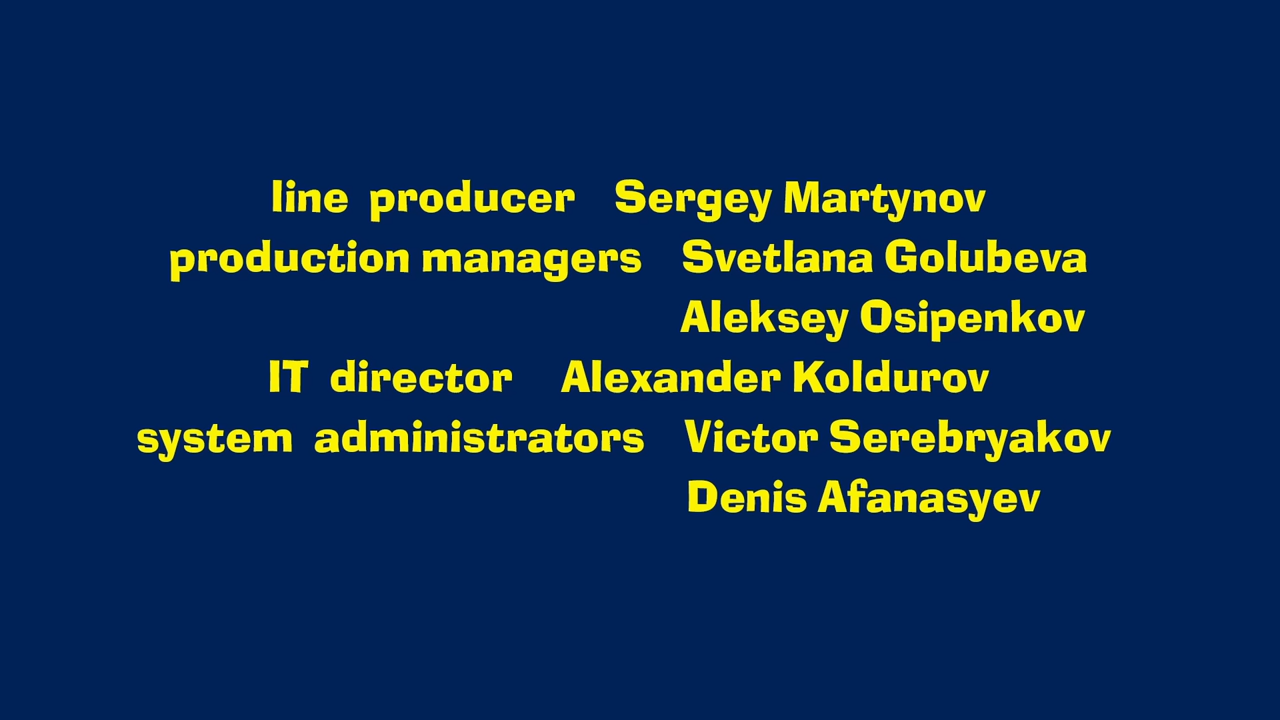 line producer Sergey Martynov
production managers Svetlana Golubeva
Aleksey Osipenkov
IT director Alexander Koldurov
system administrators Victor Serebryakov
Denis Afanasyev